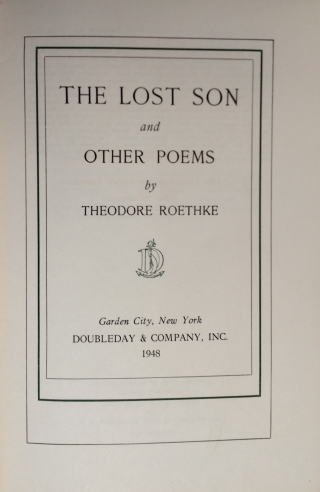 THE LOST SON
and
OTHER POEMS
by
THEODORE ROETHKE
D
Garden City, New York
DOUBLEDAY & COMPANY, INC.
1948